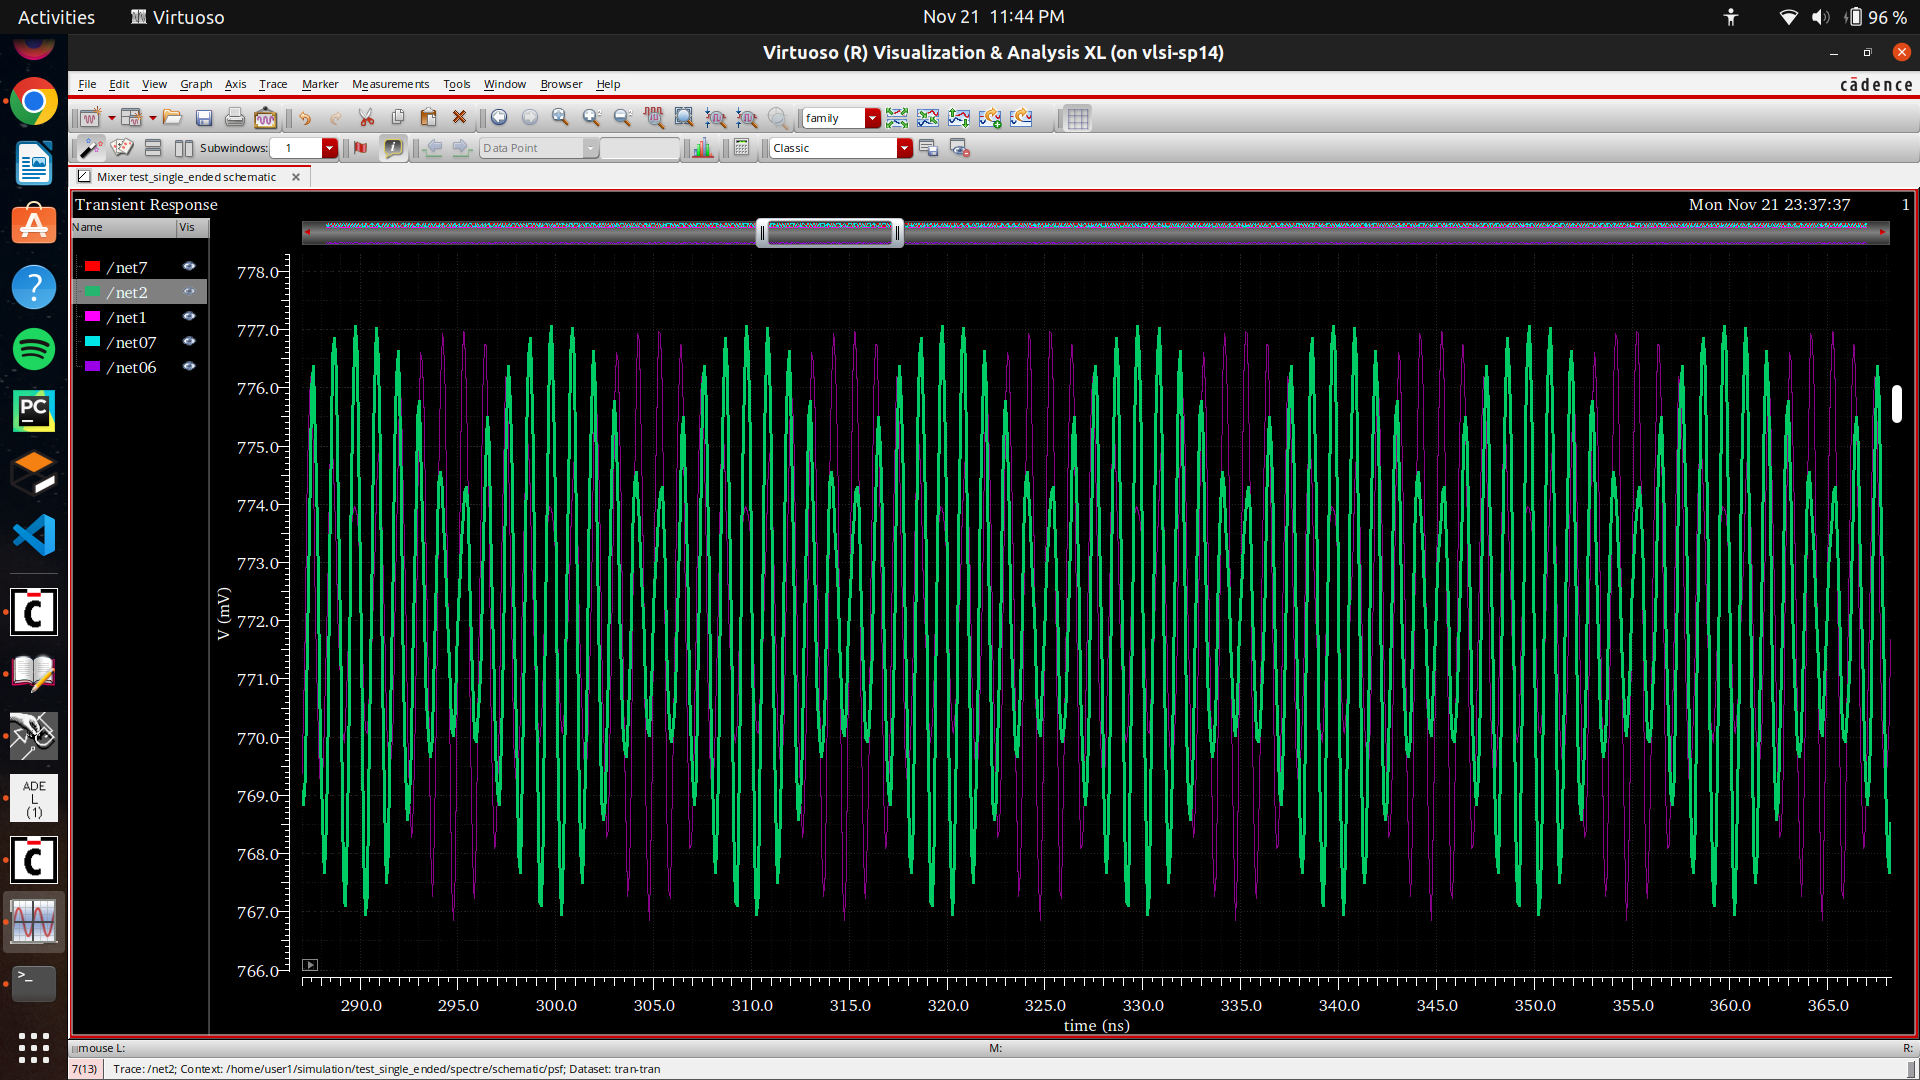 Activities Virtuoso Nov 21 11:44 PM 96 %
Virtuoso (R) Visualization & Analysis XL (on vlsi-sp14)
File Edit View Graph Axis Trace Marker Measurements Tools Window Browser Help cādence
family
Subwindows: 1 Data Point Classic
Mixer test_single_ended schematic
Transient Response Mon Nov 21 23:37:37 1
Name Vis
/net7
/net2
/net1
/net07
/net06
778.0
777.0
776.0
775.0
774.0
773.0
772.0
771.0
770.0
769.0
768.0
767.0
766.0
V (mV)
290.0 295.0 300.0 305.0 310.0 315.0 320.0 325.0 330.0 335.0 340.0 345.0 350.0 355.0 360.0 365.0
time (ns)
PC
C
ADE
L
(1)
C
>_
mouse L: M: R:
7(13) Trace: /net2; Context: /home/user1/simulation/test_single_ended/spectre/schematic/psf; Dataset: tran-tran